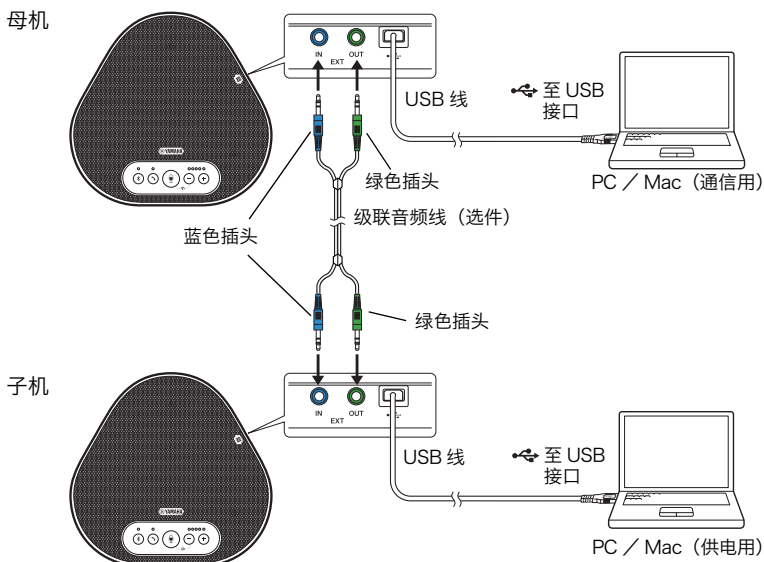 母机
IN
OUT
EXT
USB 线
至 USB
接口
YAMAHA
绿色插头
PC ／ Mac（通信用）
级联音频线（选件）
蓝色插头
绿色插头
子机
IN
OUT
EXT
USB 线
至 USB
接口
YAMAHA
PC ／ Mac（供电用）